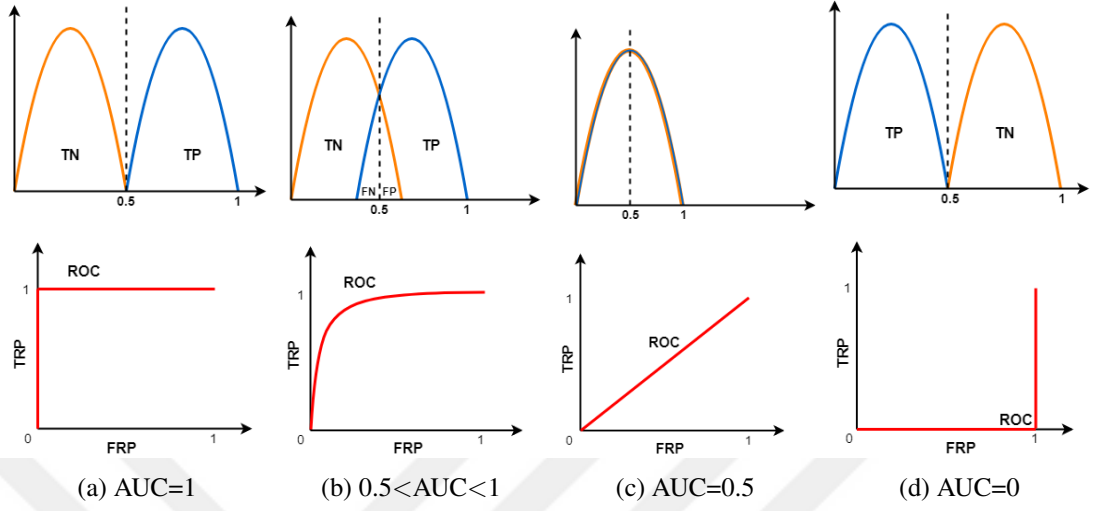 TN
TP
0.5
1
TN
TP
FN
FP
0.5
1
0.5
1
TP
TN
0.5
1
ROC
1
TRP
0
1
FRP
ROC
1
TRP
0
1
FRP
1
ROC
TRP
0
1
FRP
1
TRP
ROC
0
1
FRP
(a) AUC=1
(b) 0.5<AUC<1
(c) AUC=0.5
(d) AUC=0